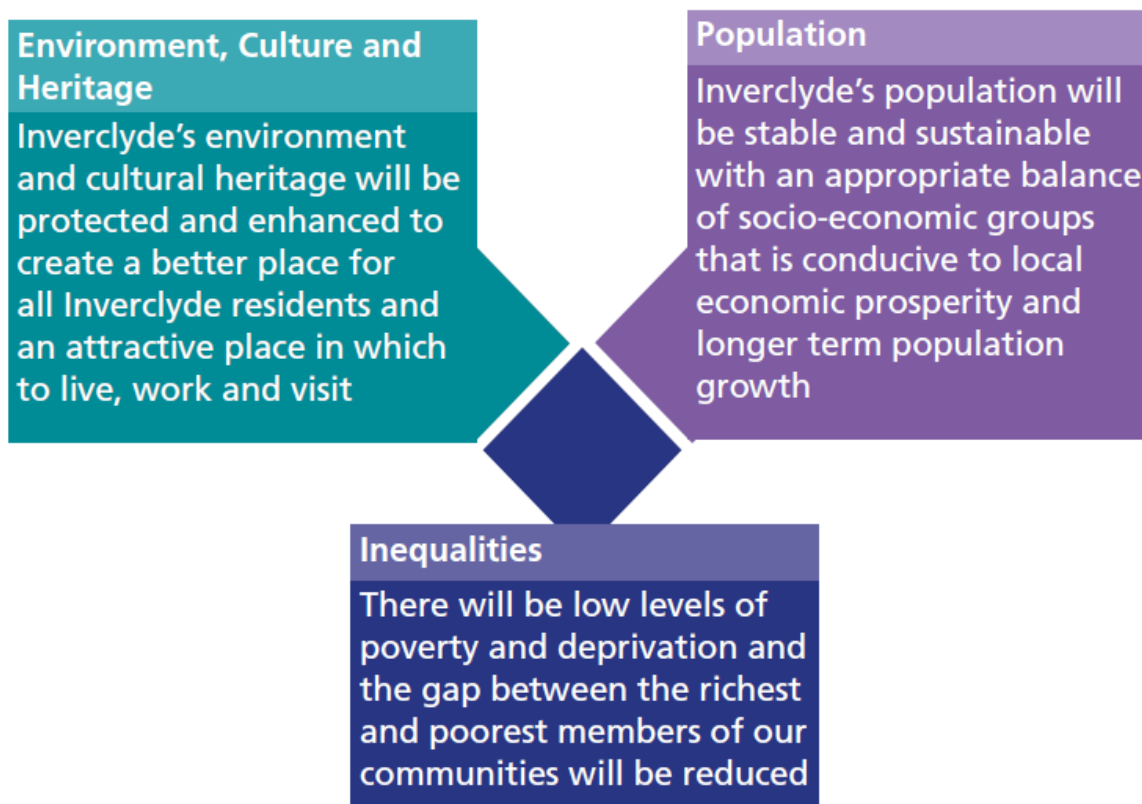 Environment, Culture and
Heritage
Inverclyde’s environment
and cultural heritage will be
protected and enhanced to
create a better place for
all Inverclyde residents and
an attractive place in which
to live, work and visit
Population
Inverclyde’s population will
be stable and sustainable
with an appropriate balance
of socio-economic groups
that is conducive to local
economic prosperity and
longer term population
growth
Inequalities
There will be low levels of
poverty and deprivation and
the gap between the richest
and poorest members of our
communities will be reduced